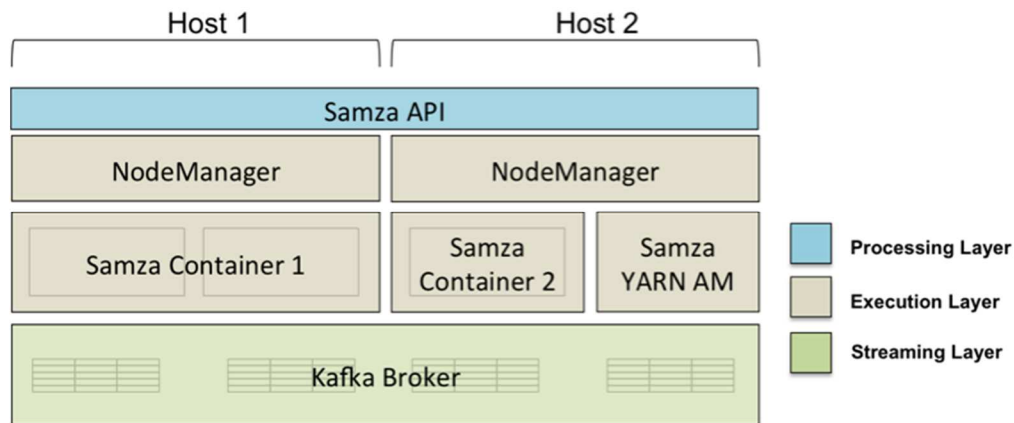 Host 1
Host 2
Samza API
NodeManager
NodeManager
Samza Container 1
Samza
Container 2
Samza
YARN AM
Kafka Broker
Processing Layer
Execution Layer
Streaming Layer